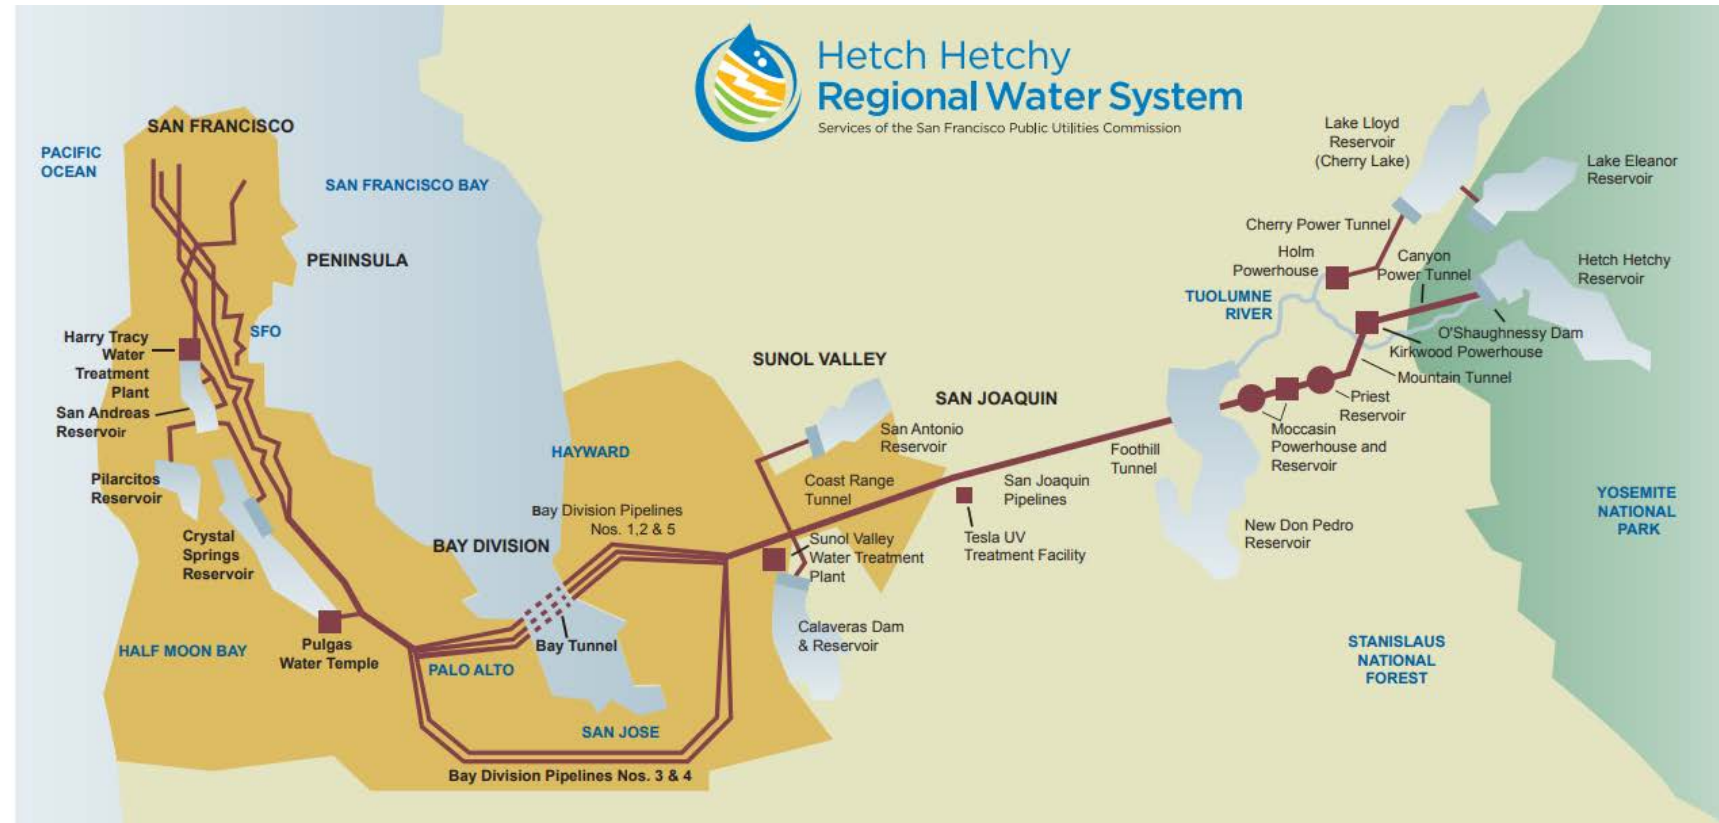 Hetch Hetchy
Regional Water System
Services of the San Francisco Public Utilities Commission
SAN FRANCISCO
PACIFIC
OCEAN
SAN FRANCISCO BAY
PENINSULA
SFO
Harry Tracy
Water
Treatment
Plant
San Andreas
Reservoir
Pilarcitos
Reservoir
Crystal
Springs
Reservoir
HALF MOON BAY
Pulgas
Water Temple
PALO ALTO
BAY DIVISION
Bay Division Pipelines
Nos. 1,2 & 5
Bay Tunnel
SAN JOSE
Bay Division Pipelines Nos. 3 & 4
HAYWARD
SUNOL VALLEY
San Antonio
Reservoir
Coast Range
Tunnel
Sunol Valley
Water Treatment
Plant
Calaveras Dam
& Reservoir
SAN JOAQUIN
San Joaquin
Pipelines
Tesla UV
Treatment Facility
Foothill
Tunnel
New Don Pedro
Reservoir
Moccasin
Powerhouse and
Reservoir
Priest
Reservoir
Mountain Tunnel
Kirkwood Powerhouse
O'Shaughnessy Dam
Canyon
Power Tunnel
TUOLUMNE
RIVER
Holm
Powerhouse
Cherry Power Tunnel
Lake Lloyd
Reservoir
(Cherry Lake)
Lake Eleanor
Reservoir
Hetch Hetchy
Reservoir
YOSEMITE
NATIONAL
PARK
STANISLAUS
NATIONAL
FOREST